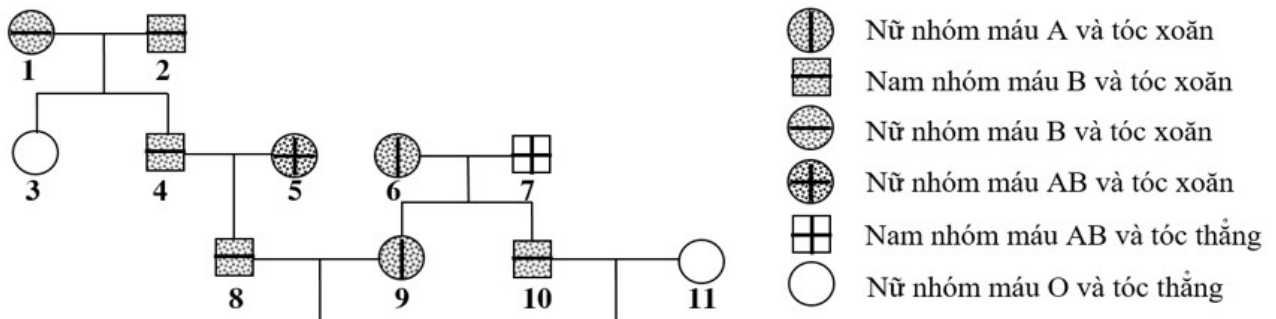 1
2
3
4
5
6
7
8
9
10
11
Nữ nhóm máu A và tóc xoăn
Nam nhóm máu B và tóc xoăn
Nữ nhóm máu B và tóc xoăn
Nữ nhóm máu AB và tóc xoăn
Nam nhóm máu AB và tóc thẳng
Nữ nhóm máu O và tóc thẳng